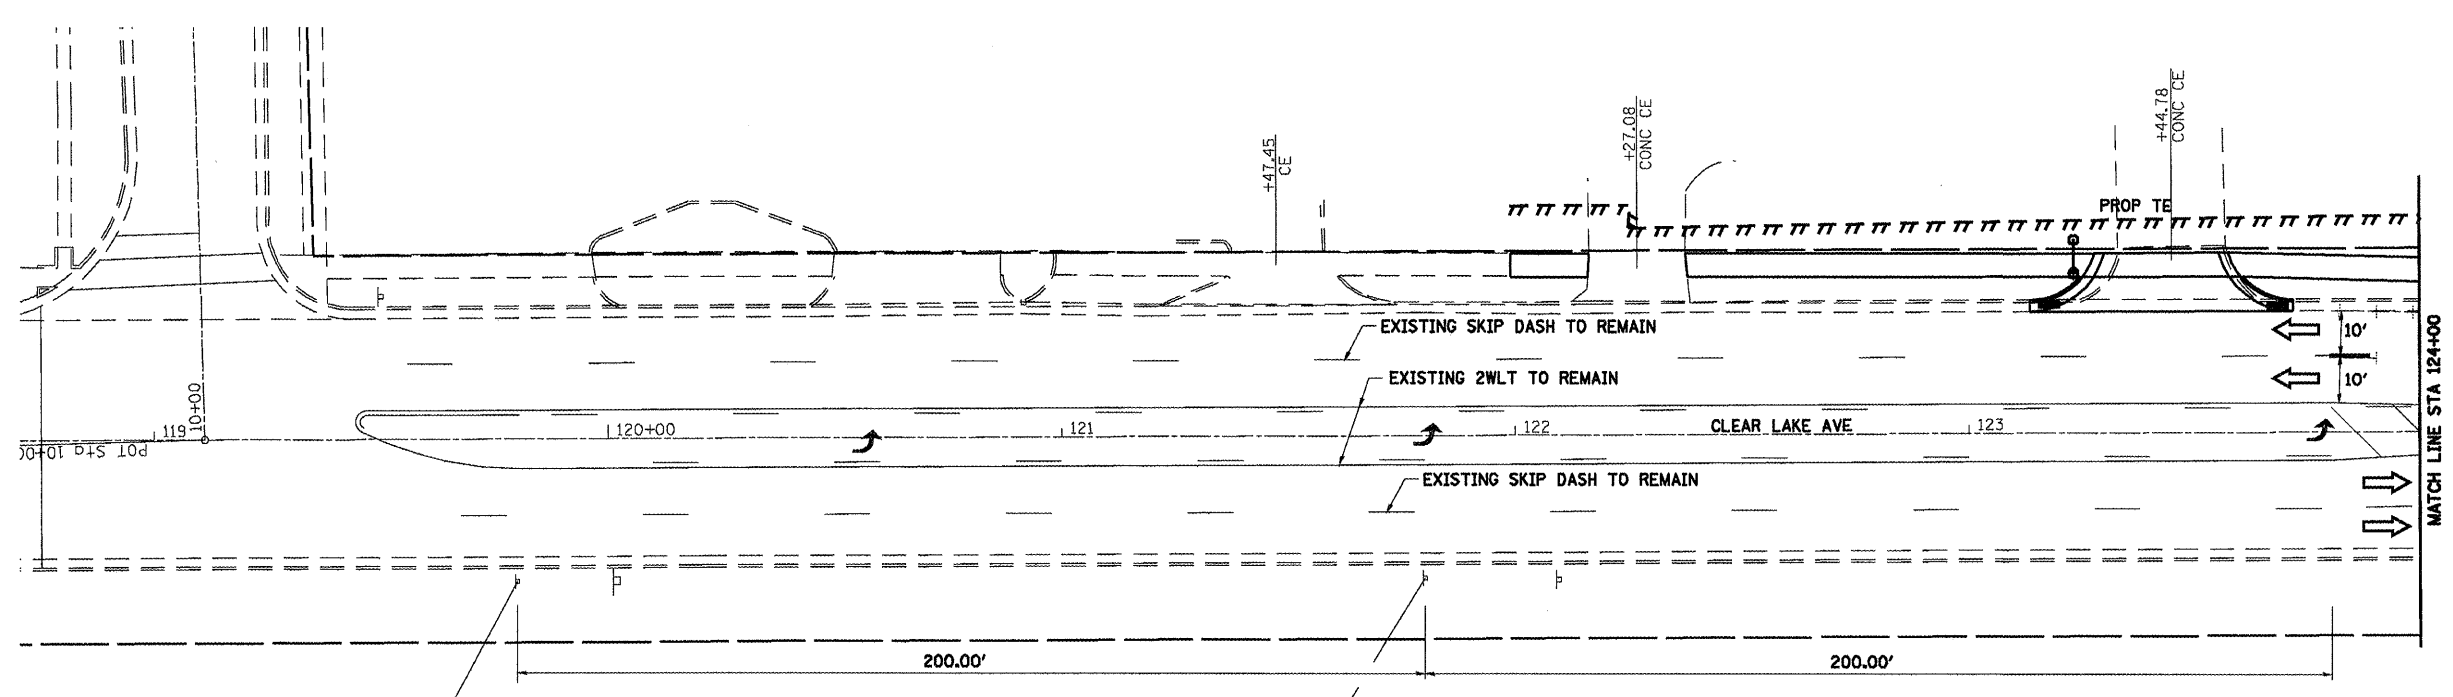 +47.45
CE
+27.08
CONC CE
+44.78
CONC CE
PROP TE
EXISTING SKIP DASH TO REMAIN
10'
EXISTING 2WLT TO REMAIN
10'
119
10+00
120+00
121
122
CLEAR LAKE AVE
123
POT Sta 10+00
EXISTING SKIP DASH TO REMAIN
MATCH LINE STA 124+00
200.00'
200.00'